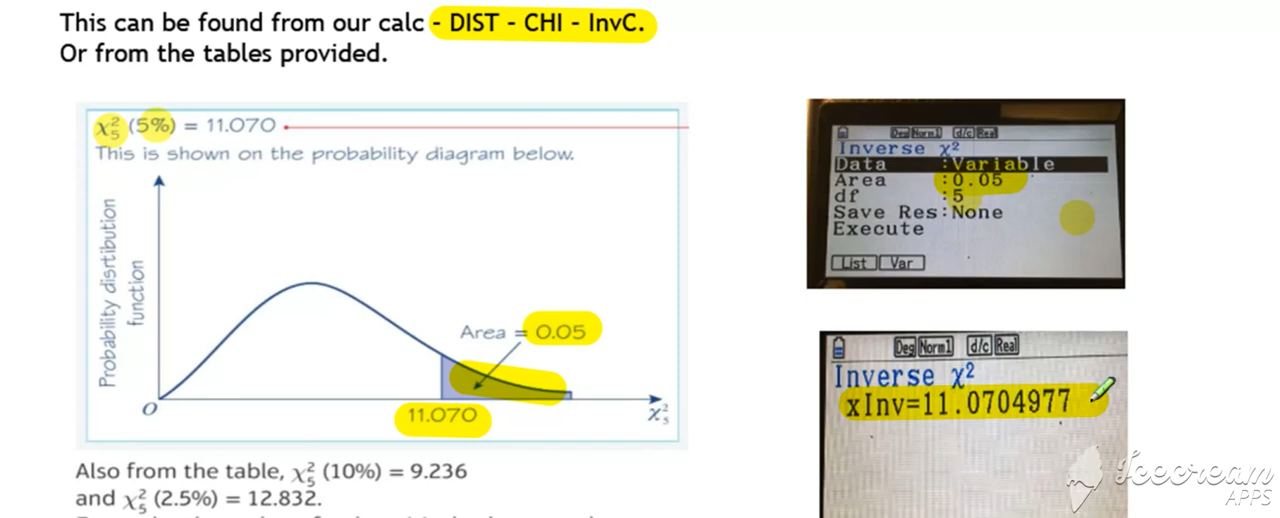 This can be found from our calc - DIST - CHI - InvC.
Or from the tables provided.
χ²₅ (5%) = 11.070
This is shown on the probability diagram below.
Probability disrtibution
function
Area = 0.05
O
11.070
χ²₅
Also from the table, χ²₅ (10%) = 9.236
and χ²₅ (2.5%) = 12.832.
Deg Norm1 d/c Real
Inverse χ²
Data :Variable
Area :0.05
df :5
Save Res:None
Execute
List Var
Deg Norm1 d/c Real
Inverse χ²
xInv=11.0704977
Icecream
APPS